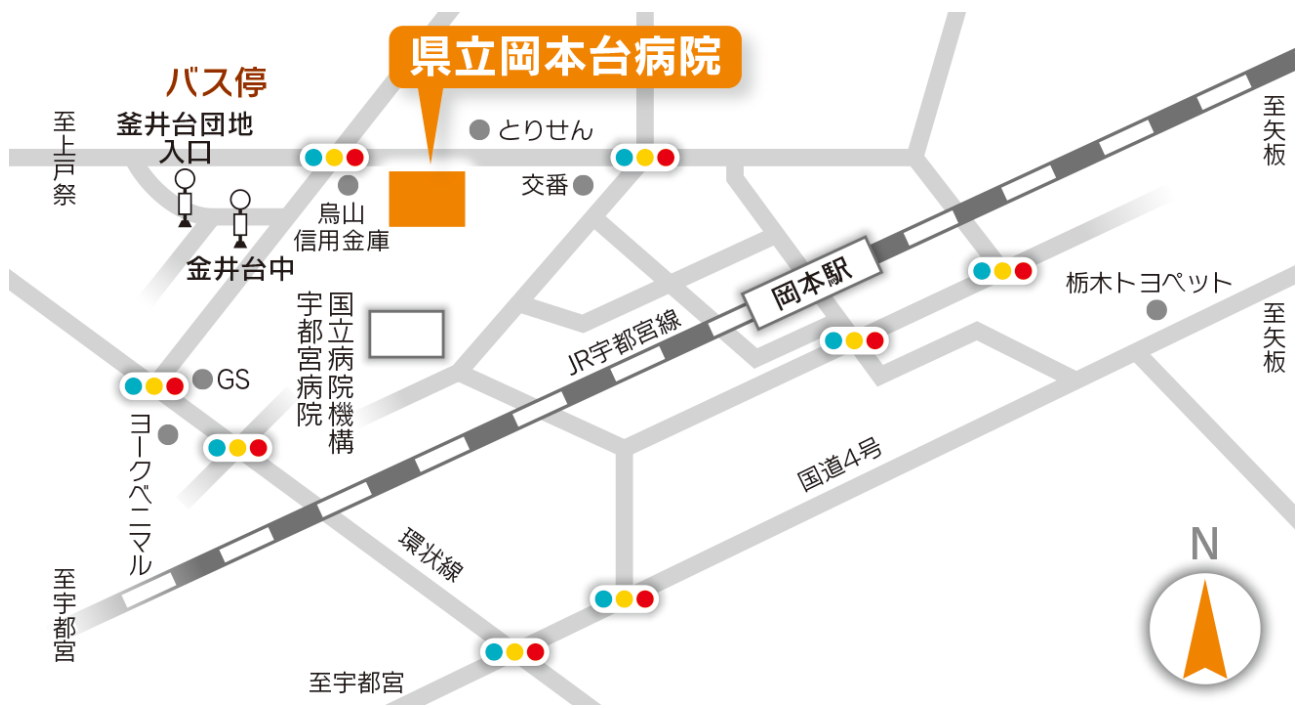 県立岡本台病院
バス停
釜井台団地
入口
至上戸祭
とりせん
至矢板
交番
烏山
信用金庫
金井台中
岡本駅
栃木トヨペット
国立病院機構
宇都宮病院
JR宇都宮線
至矢板
GS
ヨークベニマル
国道4号
環状線
N
至宇都宮
至宇都宮